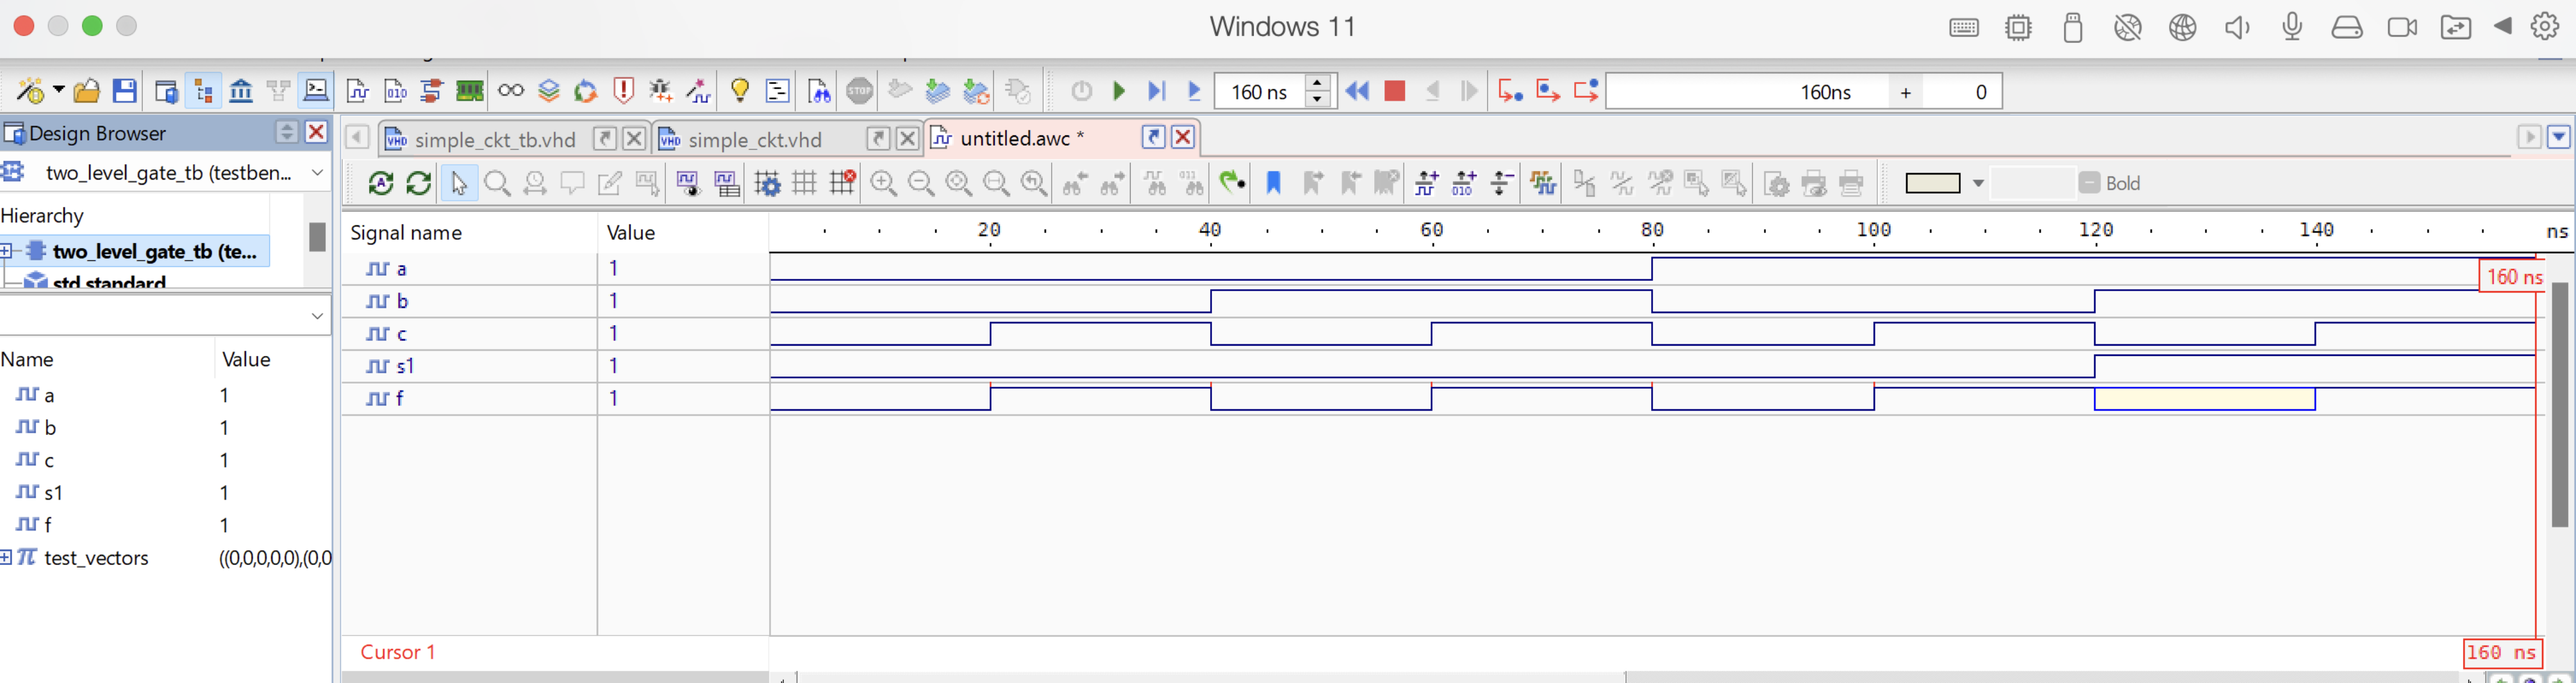 Windows 11
160 ns
160ns + 0
Design Browser
simple_ckt_tb.vhd
simple_ckt.vhd
untitled.awc *
two_level_gate_tb (testben...
Bold
Hierarchy
two_level_gate_tb (te...
std.standard
Signal name Value
20 40 60 80 100 120 140 ns
a 1
b 1
c 1
s1 1
f 1
160 ns
Name Value
a 1
b 1
c 1
s1 1
f 1
test_vectors ((0,0,0,0,0),(0,0
Cursor 1
160 ns